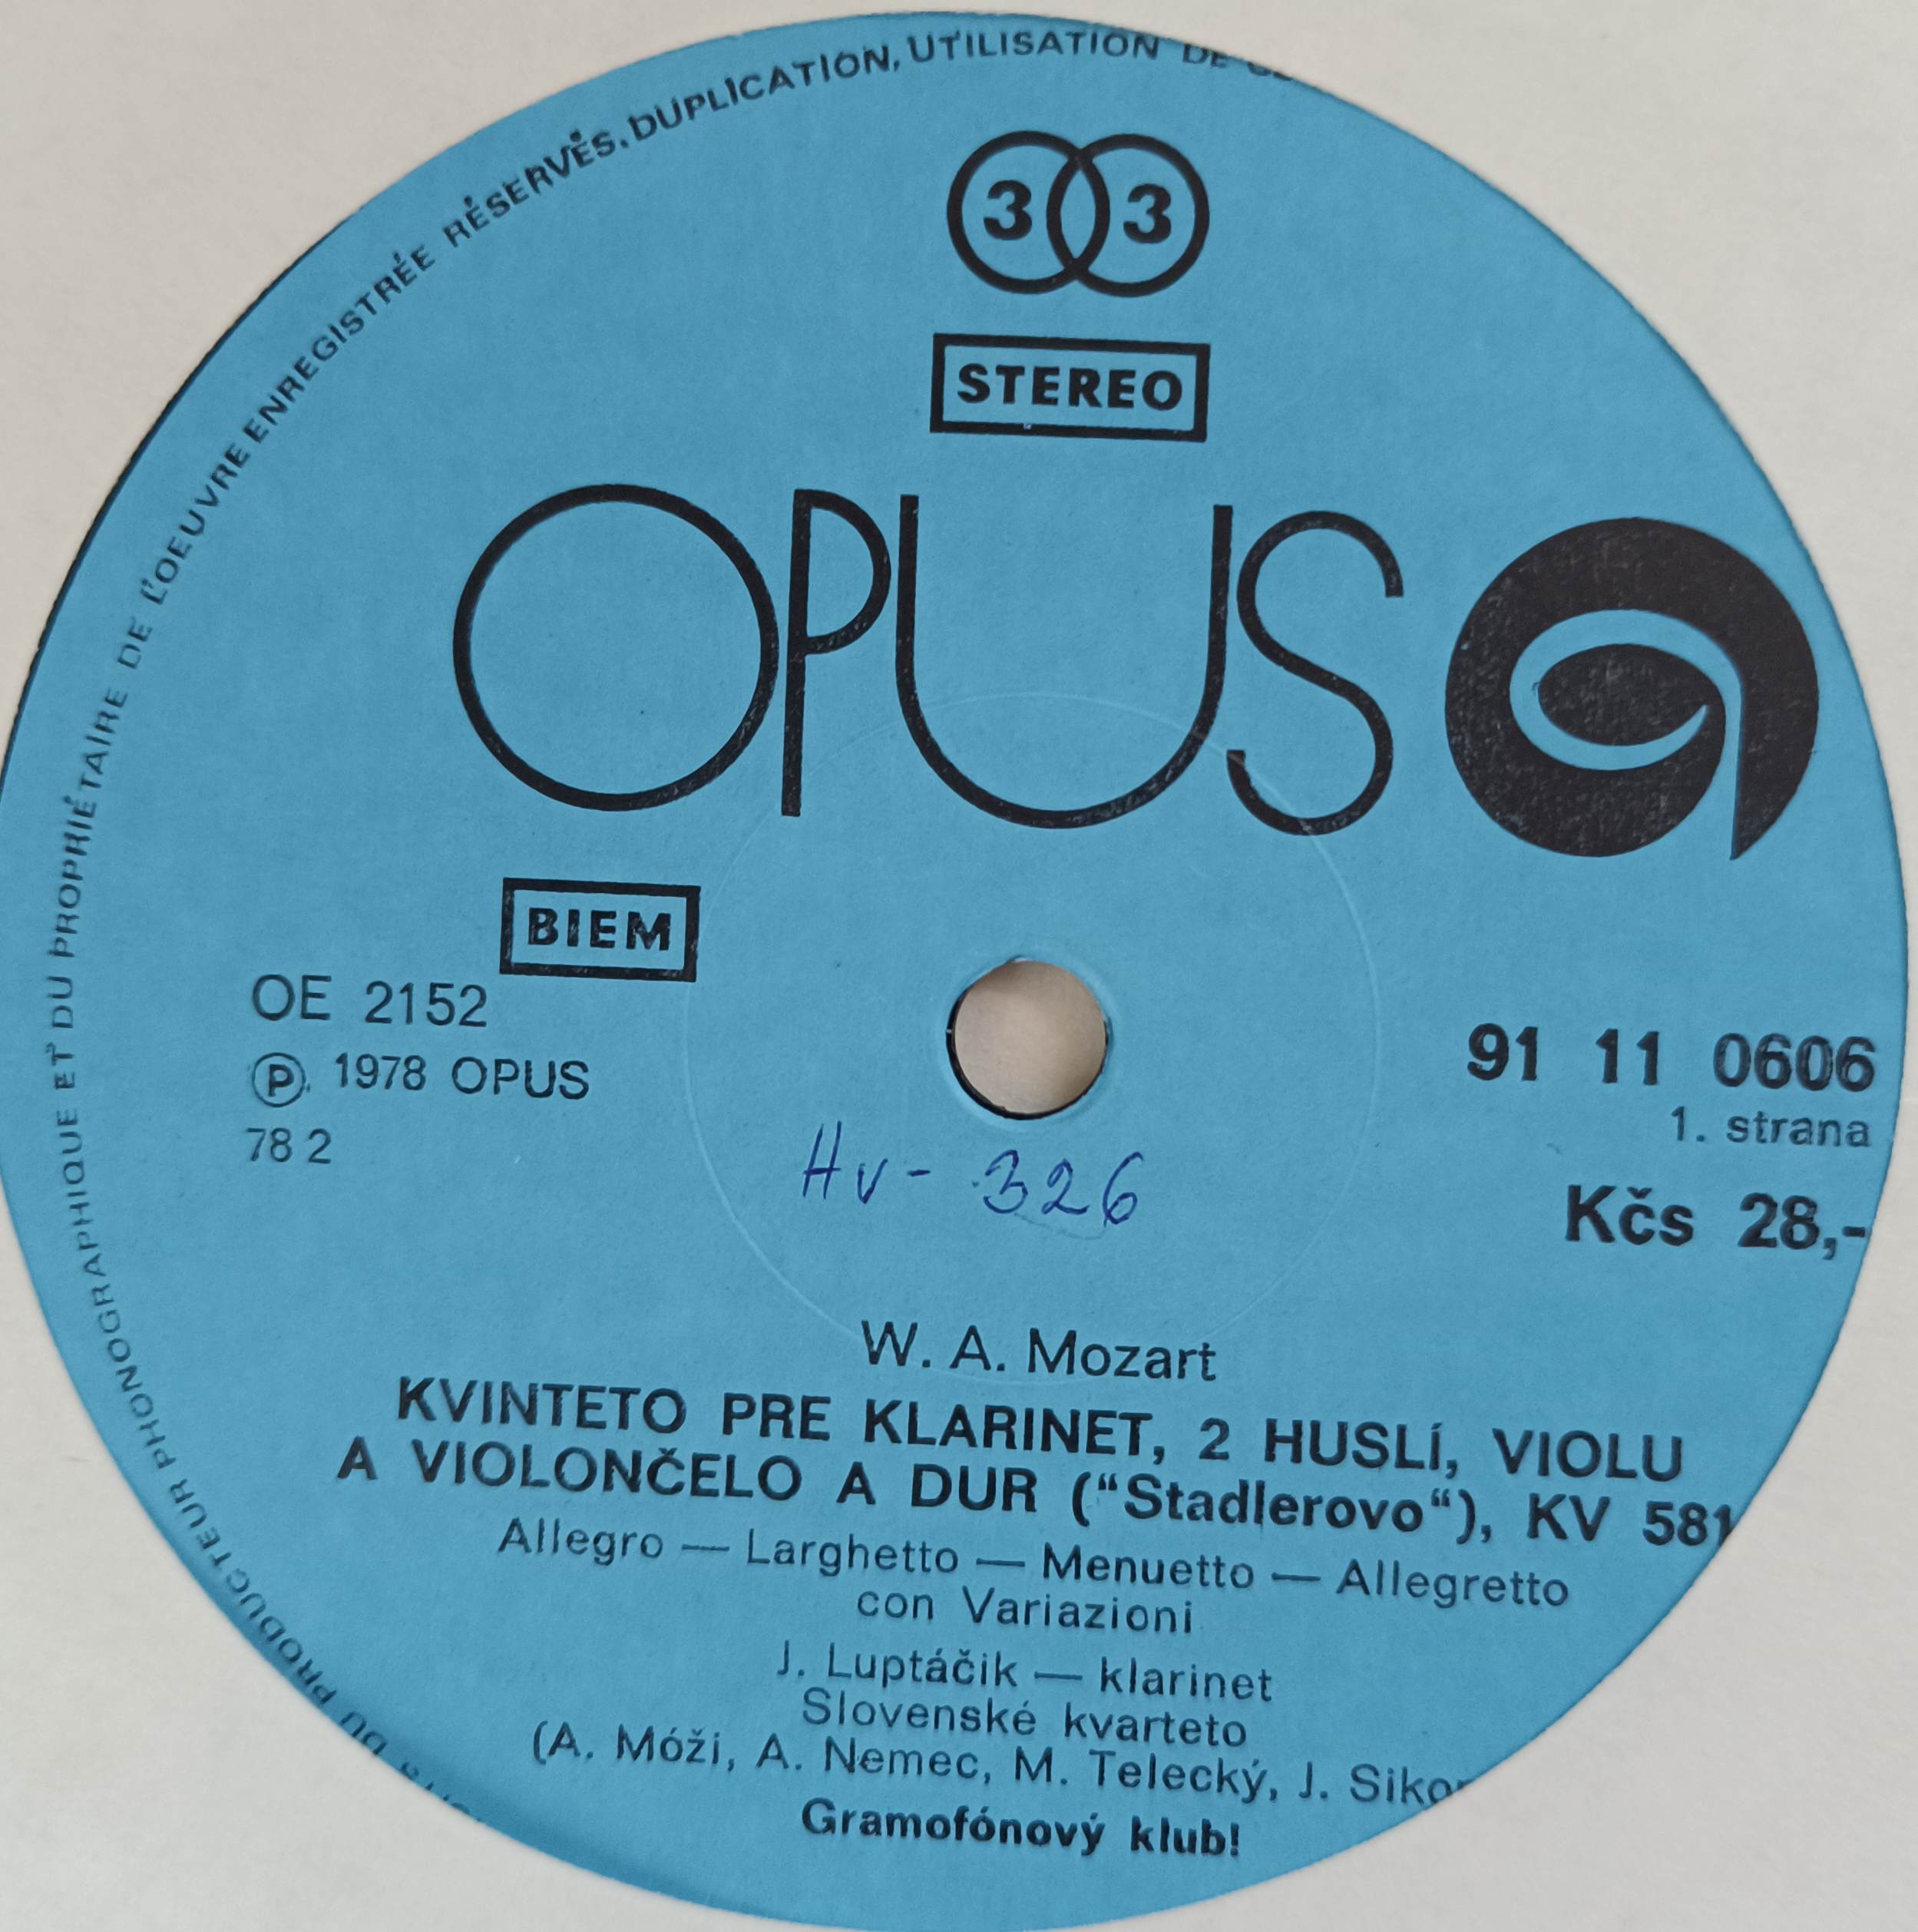 PRODUCTEUR PHONOGRAPHIQUE ET DU PROPRIÉTAIRE DE L'OEUVRE ENREGISTRÉE RÉSERVÉS. DUPLICATION, UTILISATION DE
33
STEREO
OPUS
BIEM
OE 2152
Ⓟ 1978 OPUS
78 2
91 11 0606
1. strana
Kčs 28,-
Hv - 326
W. A. Mozart
KVINTETO PRE KLARINET, 2 HUSLÍ, VIOLU
A VIOLONČELO A DUR (“Stadlerovo“), KV 581
Allegro — Larghetto — Menuetto — Allegretto
con Variazioni
J. Luptáčik — klarinet
Slovenské kvarteto
(A. Móži, A. Nemec, M. Telecký, J.
Gramofónový klub!